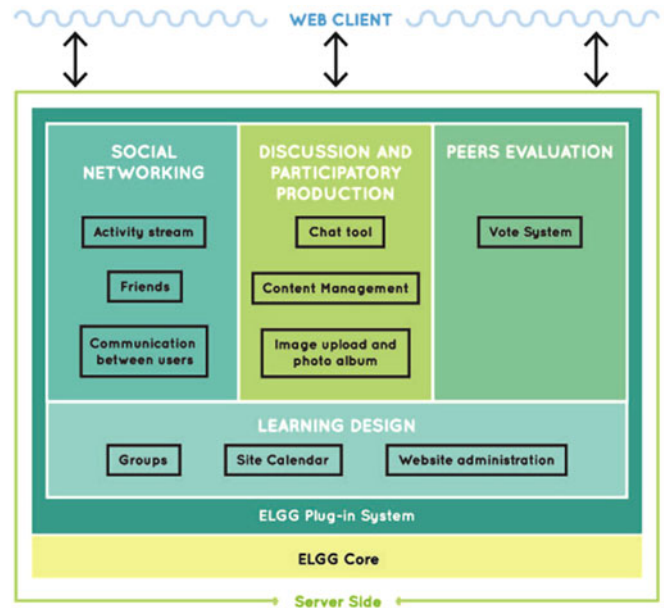 WEB CLIENT
SOCIAL
NETWORKING
Activity stream
Friends
Communication
between users
DISCUSSION AND
PARTICIPATORY
PRODUCTION
Chat tool
Content Management
Image upload and
photo album
PEERS EVALUATION
Vote System
LEARNING DESIGN
Groups
Site Calendar
Website administration
ELGG Plug-in System
ELGG Core
Server Side